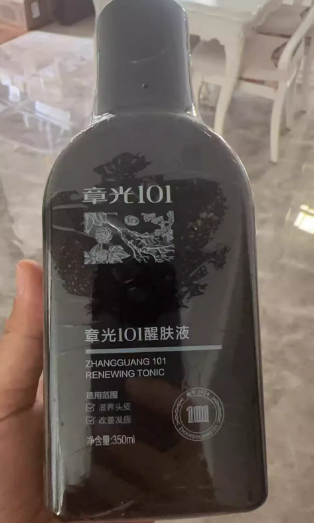 章光101
章光101醒肤液
ZHANGGUANG 101
RENEWING TONIC
适用范围
滋养头皮
改善发质
净含量:350ml
101